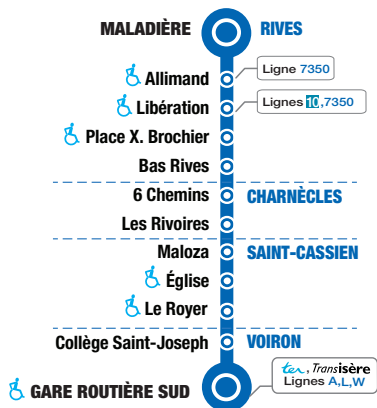 MALADIÈRE RIVES
Allimand Ligne 7350
Libération Lignes 10,7350
Place X. Brochier
Bas Rives
6 Chemins CHARNÈCLES
Les Rivoires
Maloza SAINT-CASSIEN
Église
Le Royer
Collège Saint-Joseph VOIRON
ter, Transisère
GARE ROUTIÈRE SUD Lignes A,L,W